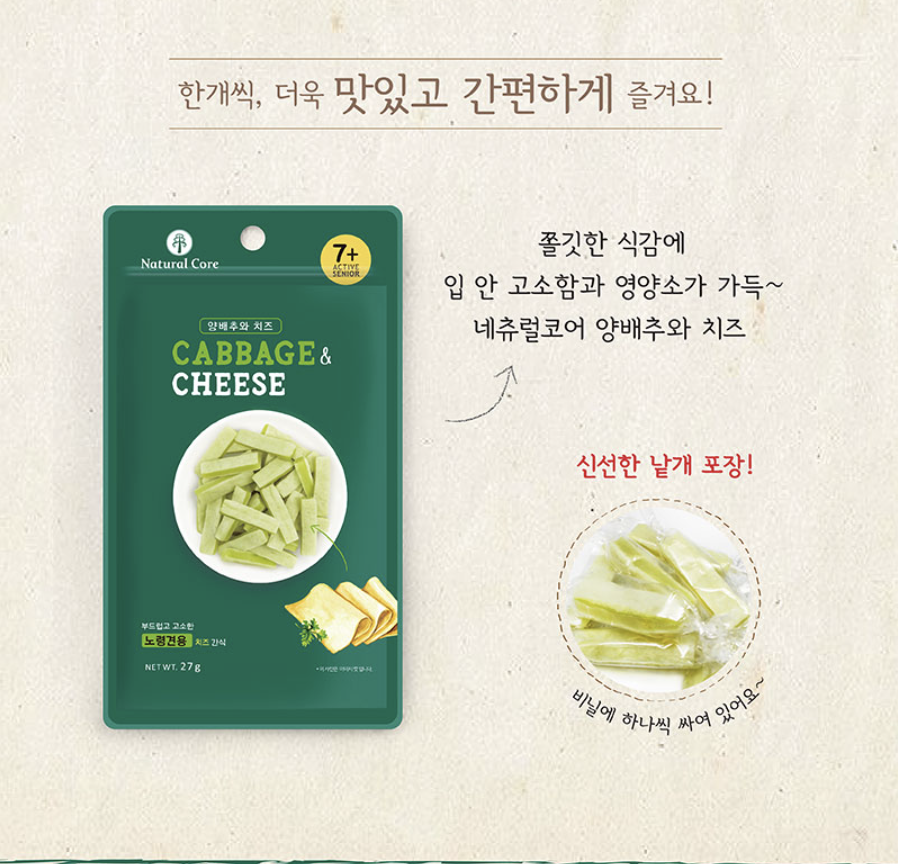 한개씩, 더욱 맛있고 간편하게 즐겨요!
Natural Core
7+
ACTIVE
SENIOR
양배추와 치즈
CABBAGE &
CHEESE
부드럽고 고소한
노령견용 치즈 간식
NET WT. 27g
쫄깃한 식감에
입 안 고소함과 영양소가 가득~
네츄럴코어 양배추와 치즈
신선한 낱개 포장!
비닐에 하나씩 싸여 있어요~